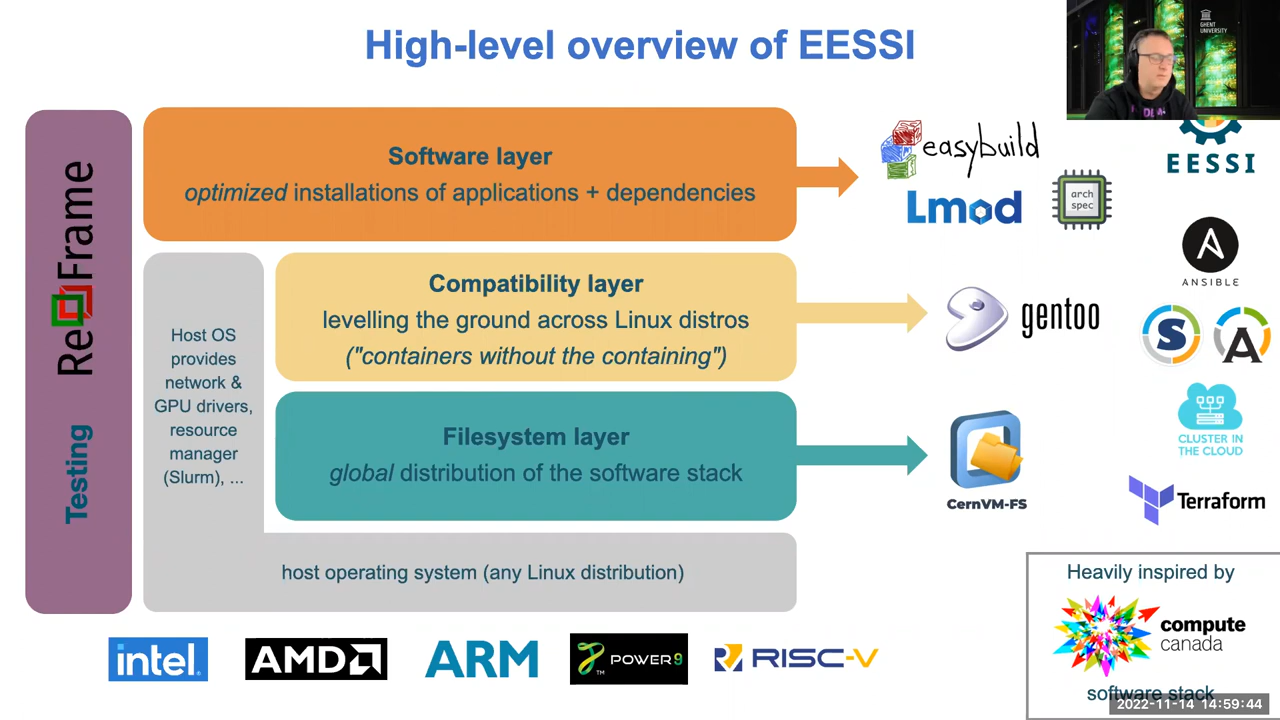 High-level overview of EESSI
GHENT
UNIVERSITY
Testing
ReFrame
Software layer
optimized installations of applications + dependencies
easybuild
Lmod
arch
spec
EESSI
Host OS
provides
network &
GPU drivers,
resource
manager
(Slurm), ...
Compatibility layer
levelling the ground across Linux distros
("containers without the containing")
gentoo
ANSIBLE
S
A
Filesystem layer
global distribution of the software stack
CernVM-FS
CLUSTER IN
THE CLOUD
Terraform
host operating system (any Linux distribution)
intel.
AMD
ARM
POWER9
TM
RISC-V
Heavily inspired by
compute
canada
software stack
2022-11-14 14:59:44